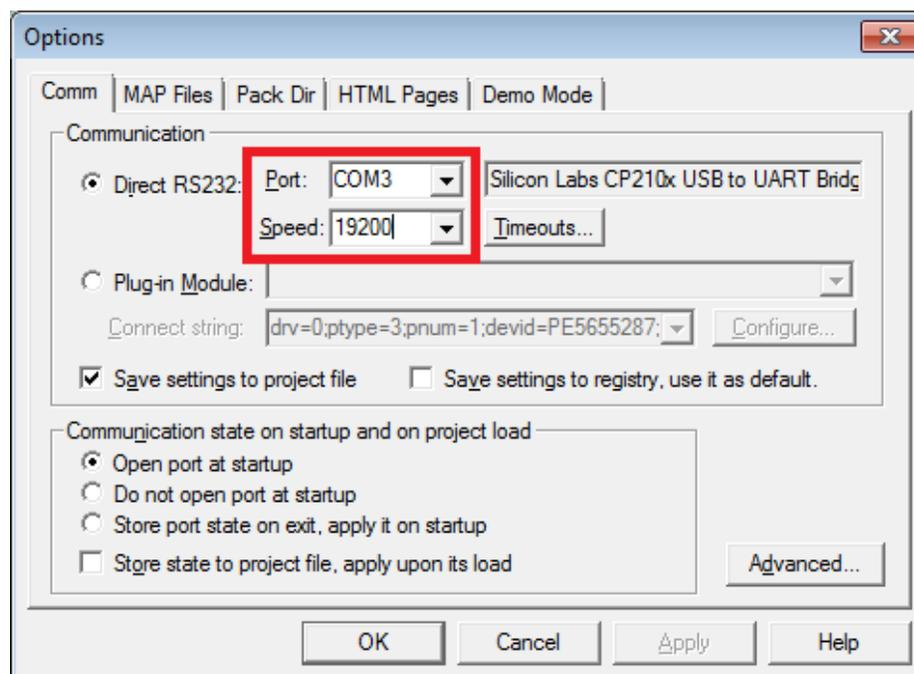 Options
Comm MAP Files Pack Dir HTML Pages Demo Mode
Communication
Direct RS232: Port: COM3 Silicon Labs CP210x USB to UART Bridg
Speed: 19200 Timeouts...
Plug-in Module:
Connect string: drv=0;ptype=3;pnum=1;devid=PE5655287; Configure...
Save settings to project file Save settings to registry, use it as default.
Communication state on startup and on project load
Open port at startup
Do not open port at startup
Store port state on exit, apply it on startup
Store state to project file, apply upon its load Advanced...
OK Cancel Apply Help